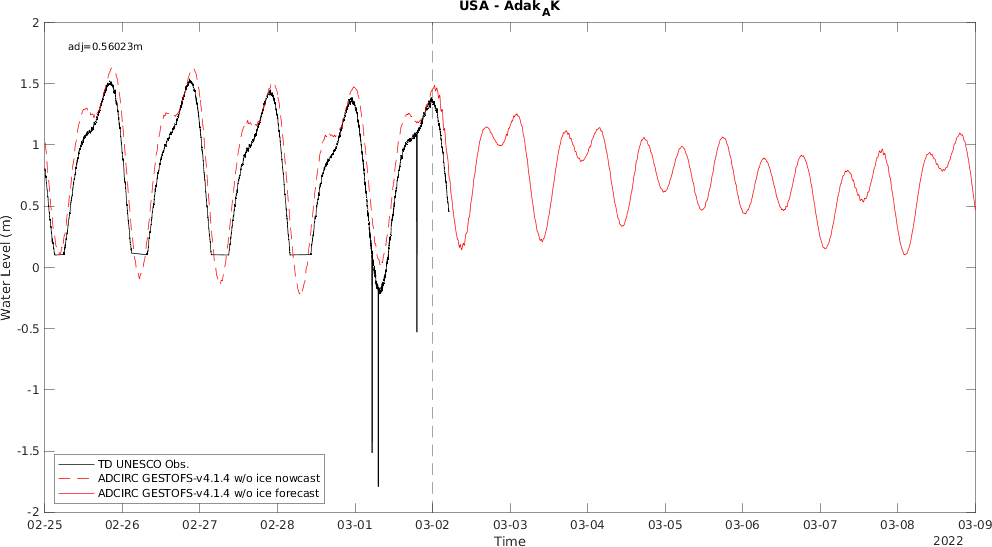 USA - Adak_AK
adj=0.56023m
2
1.5
1
0.5
0
-0.5
-1
-1.5
-2
Water Level (m)
TD UNESCO Obs.
ADCIRC GESTOFS-v4.1.4 w/o ice nowcast
ADCIRC GESTOFS-v4.1.4 w/o ice forecast
02-25 02-26 02-27 02-28 03-01 03-02 03-03 03-04 03-05 03-06 03-07 03-08 03-09
Time
2022